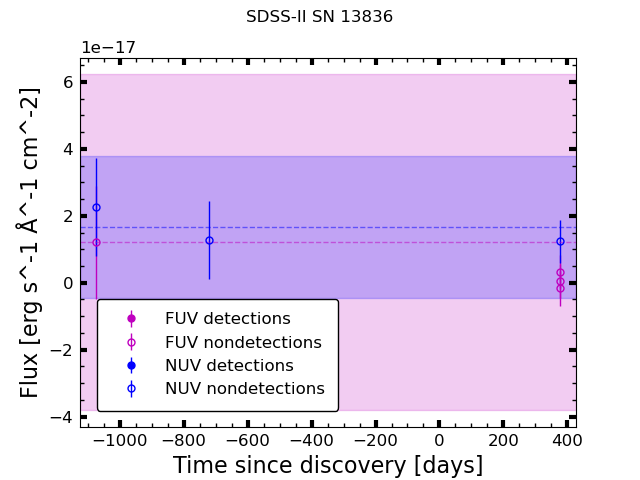 SDSS-II SN 13836
1e−17
Flux [erg s^-1 Å^-1 cm^-2]
6
4
2
0
−2
−4
FUV detections
FUV nondetections
NUV detections
NUV nondetections
−1000 −800 −600 −400 −200 0 200 400
Time since discovery [days]